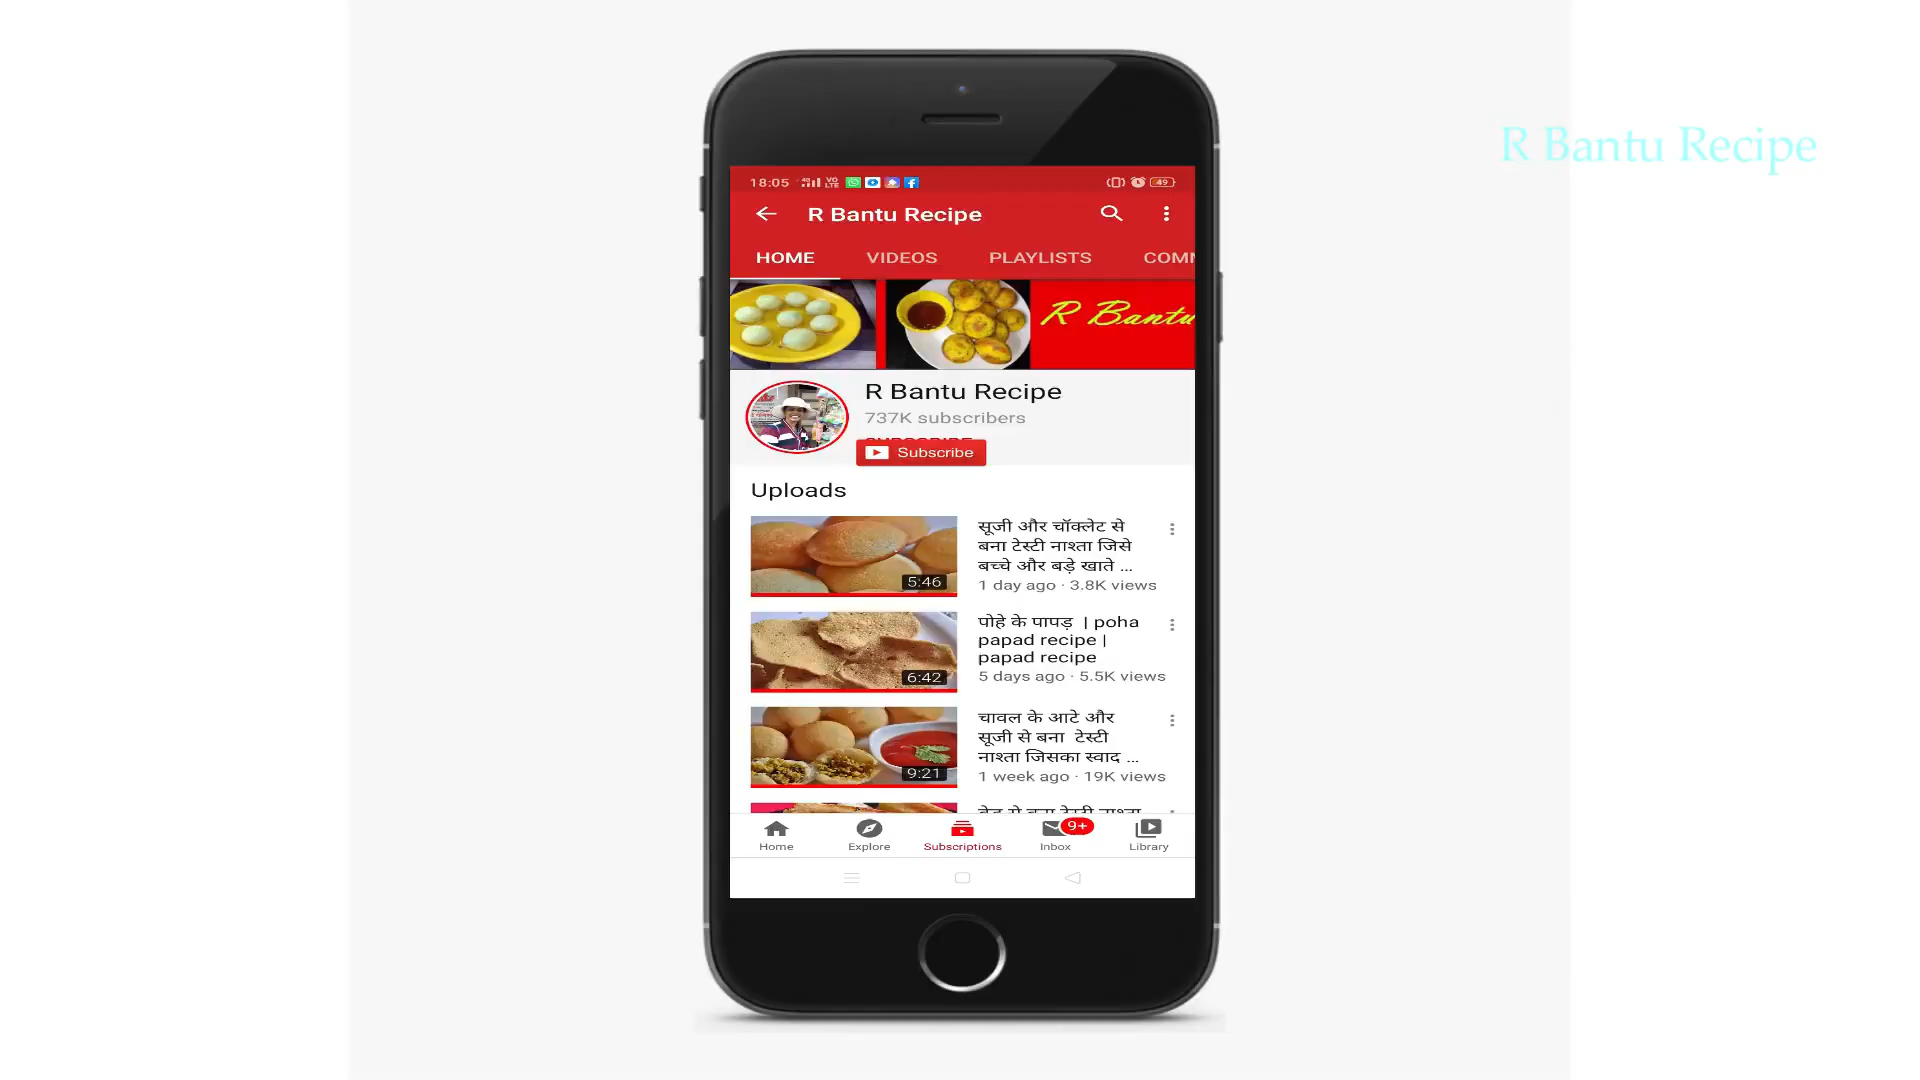 R Bantu Recipe
18:05
49
R Bantu Recipe
HOME VIDEOS PLAYLISTS COM
R Bantu
R Bantu Recipe
737K subscribers
SUBSCRIBE
Subscribe
Uploads
सूजी और चॉक्लेट से
बना टेस्टी नाश्ता जिसे
बच्चे और बड़े खाते ...
5:46
1 day ago · 3.8K views
पोहे के पापड़ | poha
papad recipe |
papad recipe
6:42
5 days ago · 5.5K views
चावल के आटे और
सूजी से बना टेस्टी
नाश्ता जिसका स्वाद ...
9:21
1 week ago · 19K views
9+
Home Explore Subscriptions Inbox Library